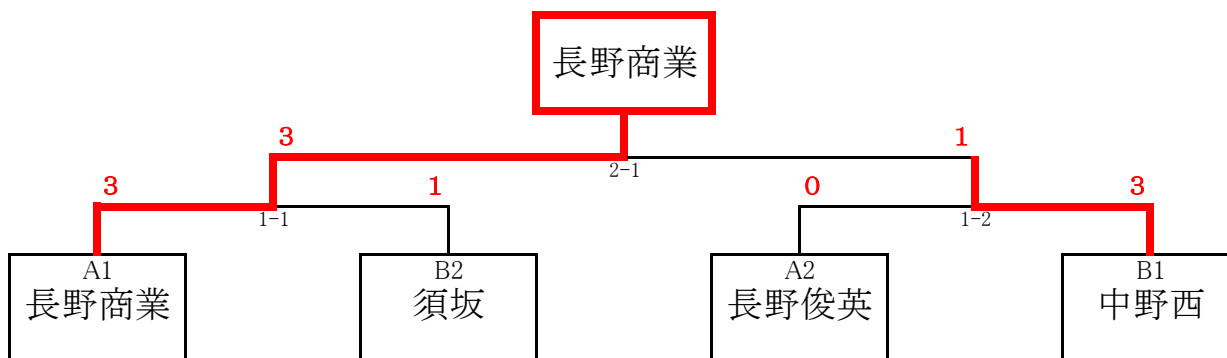 長野商業
3 1
2-1
3 1 0 3
1-1 1-2
A1 B2 A2 B1
長野商業 須坂 長野俊英 中野西